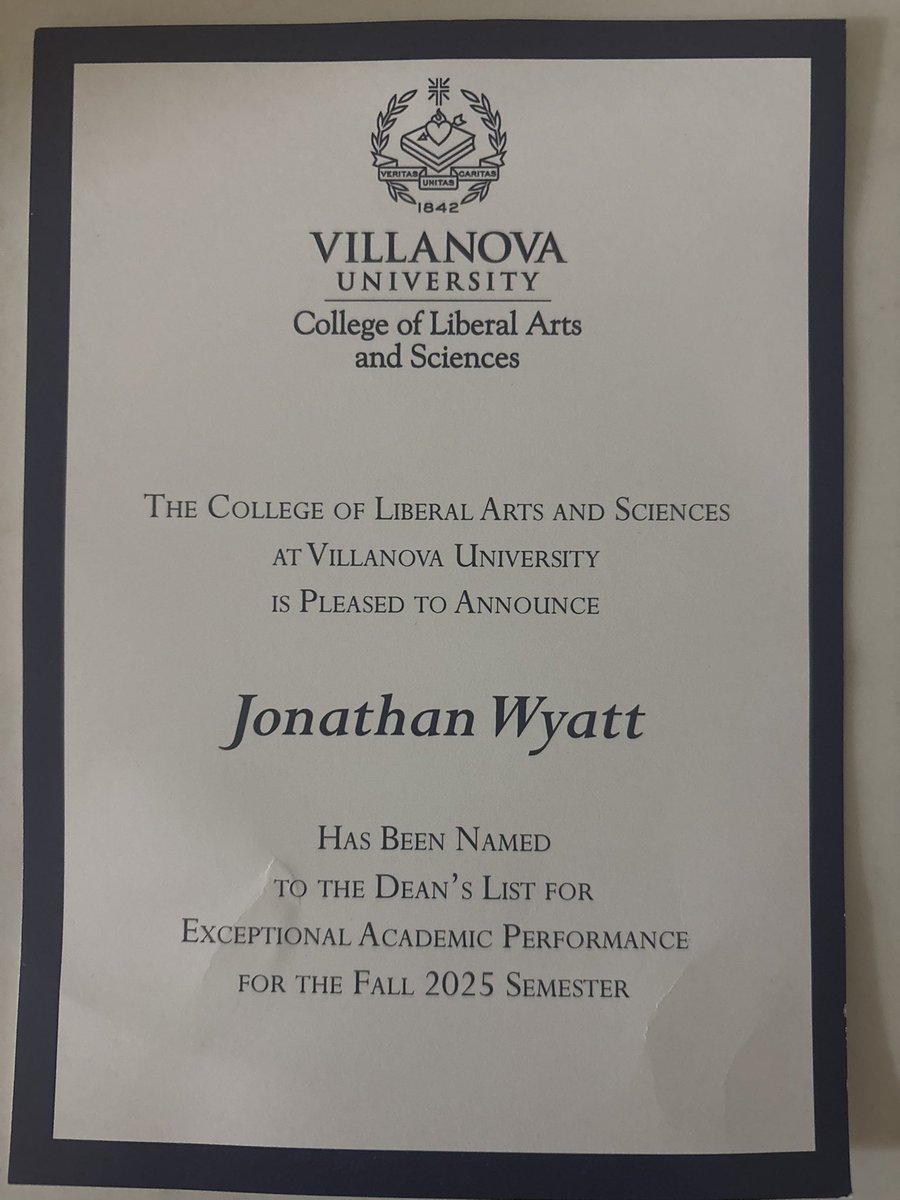 VERITAS UNITAS CARITAS
1842
VILLANOVA
UNIVERSITY
College of Liberal Arts
and Sciences
The College of Liberal Arts and Sciences
at Villanova University
is Pleased to Announce
Jonathan Wyatt
Has Been Named
to the Dean's List for
Exceptional Academic Performance
for the Fall 2025 Semester